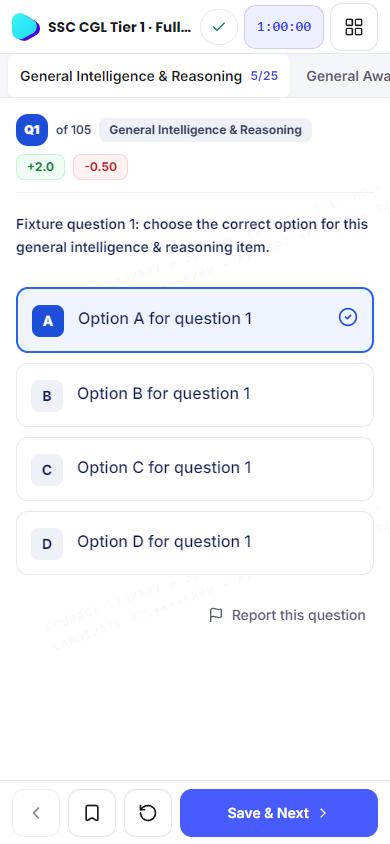 SSC CGL Tier 1 · Full...
1:00:00
General Intelligence & Reasoning 5/25
General Awa
Q1 of 105 General Intelligence & Reasoning
+2.0 -0.50
Fixture question 1: choose the correct option for this
general intelligence & reasoning item.
A Option A for question 1
B Option B for question 1
C Option C for question 1
D Option D for question 1
COURAGE LIBRARY
CANDIDATE
Report this question
Save & Next